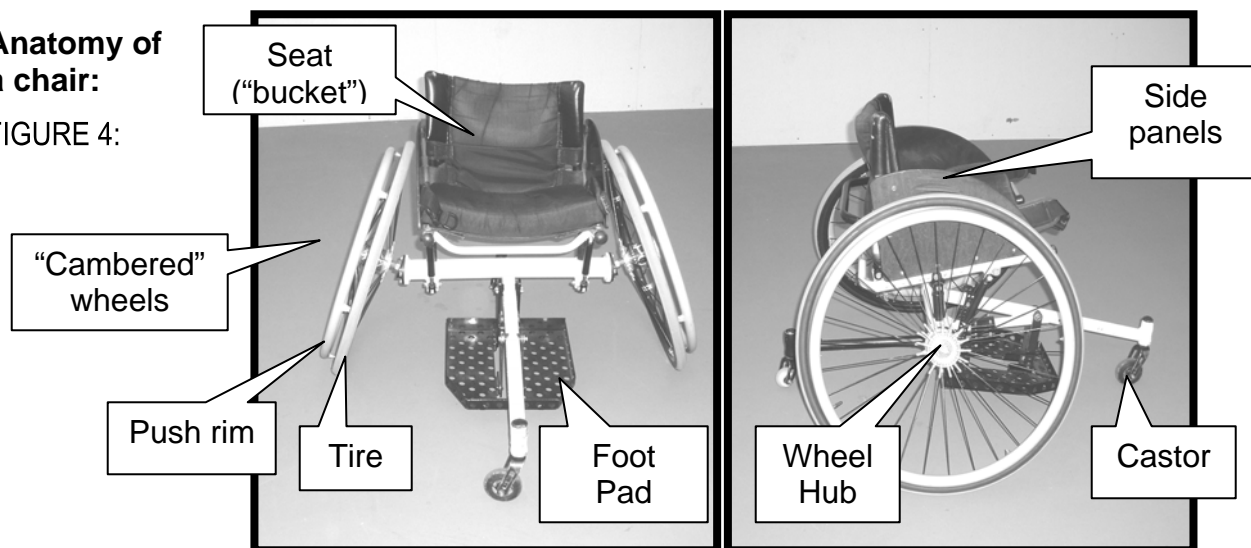 Anatomy of
a chair:
FIGURE 4:
Seat
(“bucket”)
Side
panels
“Cambered”
wheels
Push rim
Tire
Foot
Pad
Wheel
Hub
Castor